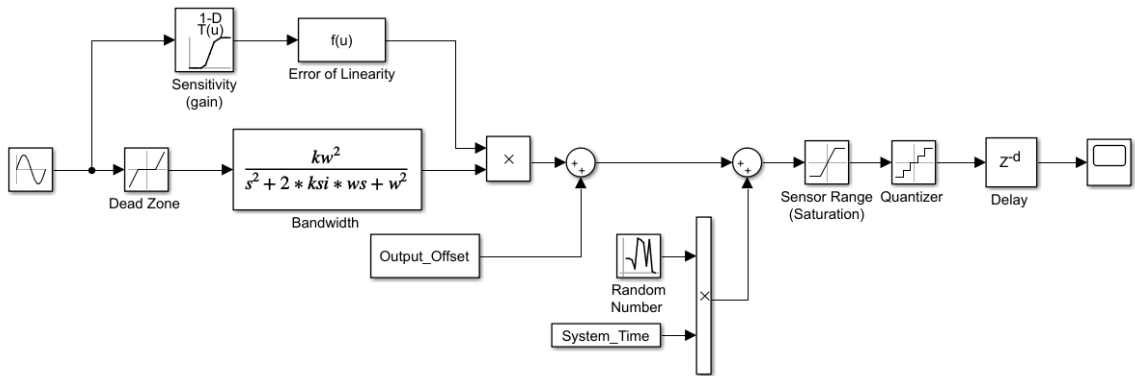 1-D
T(u)
Sensitivity
(gain)
f(u)
Error of Linearity
Dead Zone
kw²
s² + 2 * ksi * ws + w²
Bandwidth
×
Output_Offset
+
+
+
+
Random
Number
System_Time
×
Sensor Range
(Saturation)
Quantizer
Z⁻ᵈ
Delay